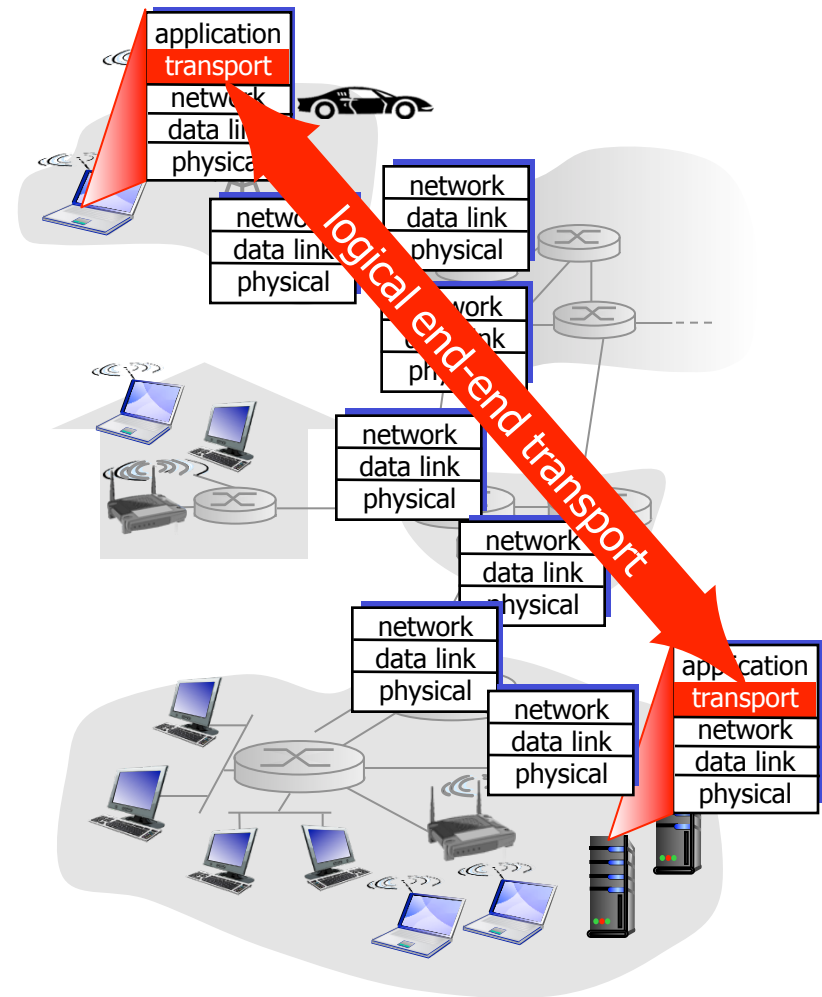 application
transport
network
data link
physical
network
data link
physical
network
data link
physical
logical end-end transport
network
data link
physical
network
data link
physical
network
data link
physical
application
transport
network
data link
physical
network
data link
physical